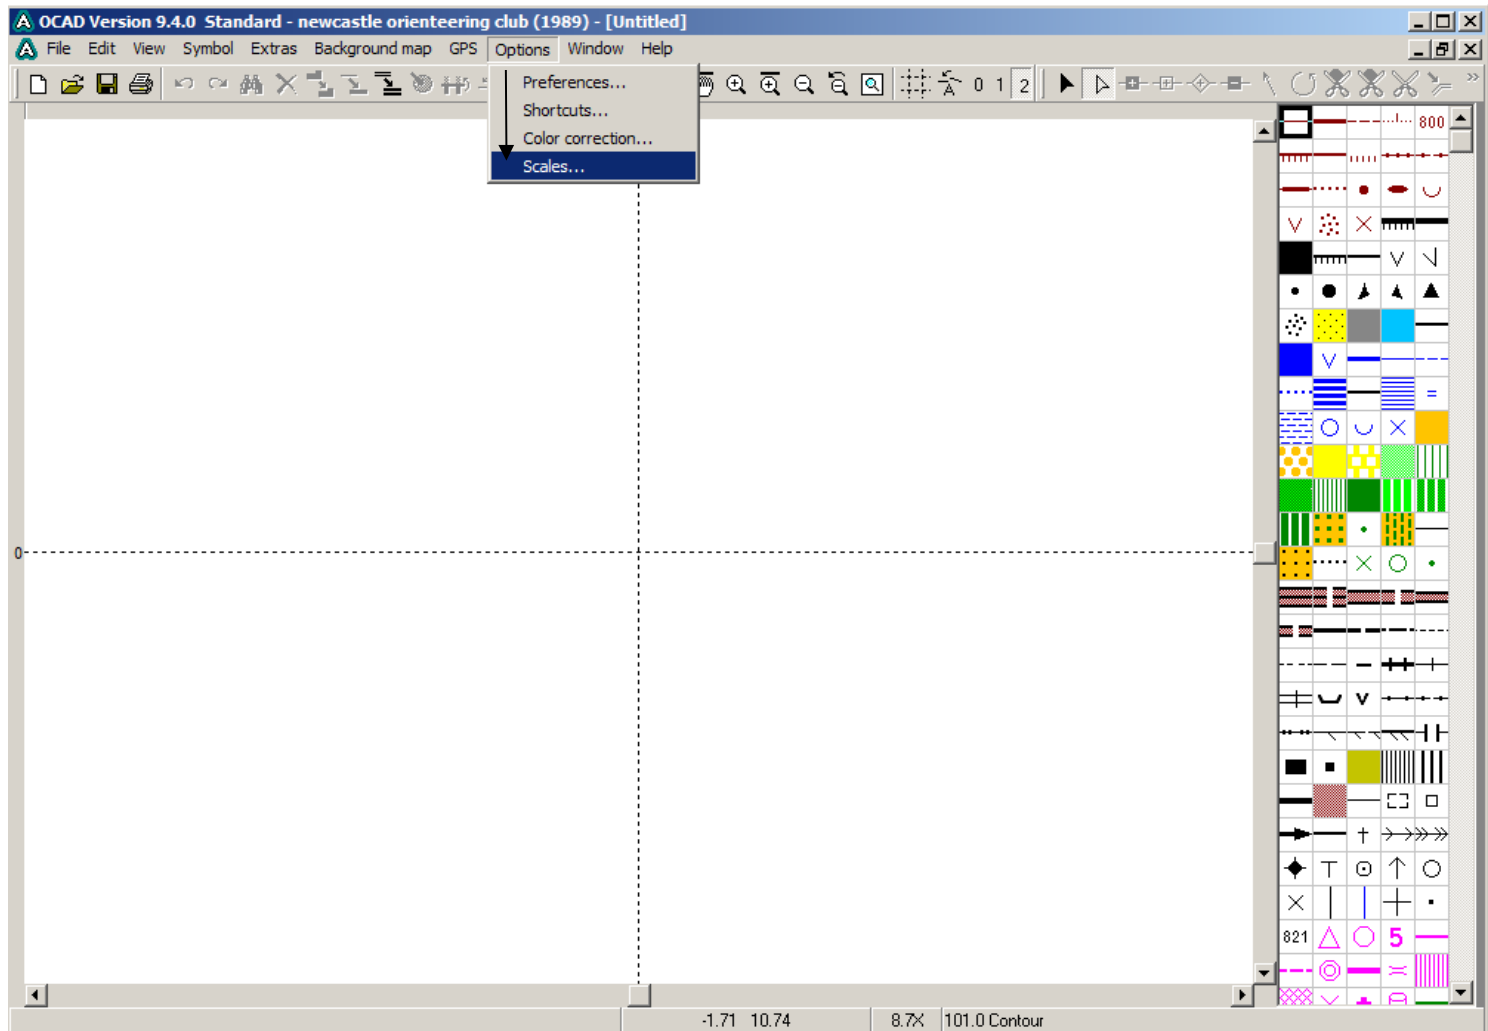 OCAD Version 9.4.0  Standard - newcastle orienteering club (1989) - [Untitled]
File Edit View Symbol Extras Background map GPS Options Window Help
0 1 2
Preferences...
Shortcuts...
Color correction...
Scales...
800
0
821
5
-1.71 10.74 8.7X 101.0 Contour